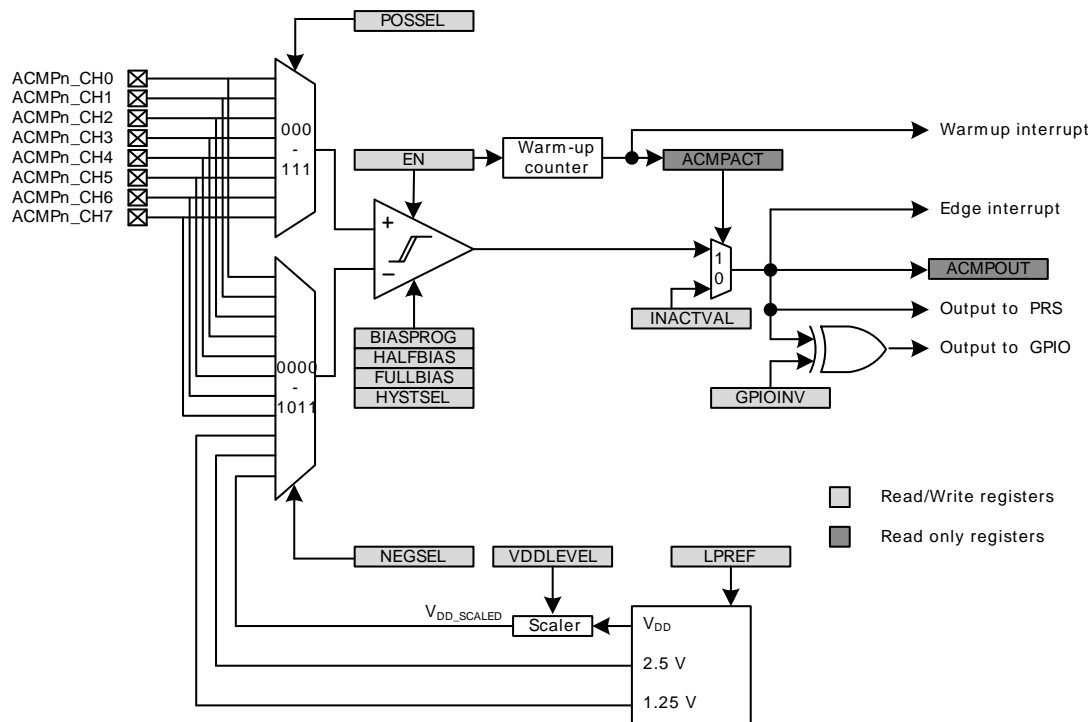 POSSEL
ACMPn_CH0
ACMPn_CH1
ACMPn_CH2
ACMPn_CH3
ACMPn_CH4
ACMPn_CH5
ACMPn_CH6
ACMPn_CH7
000
-
111
EN
Warm-up
counter
ACMPACT
Warmup interrupt
+
−
1
0
Edge interrupt
ACMPOUT
INACTVAL
Output to PRS
Output to GPIO
BIASPROG
HALFBIAS
FULLBIAS
HYSTSEL
GPIOINV
0000
-
1011
Read/Write registers
Read only registers
NEGSEL
VDDLEVEL
LPREF
VDD_SCALED
Scaler
VDD
2.5 V
1.25 V